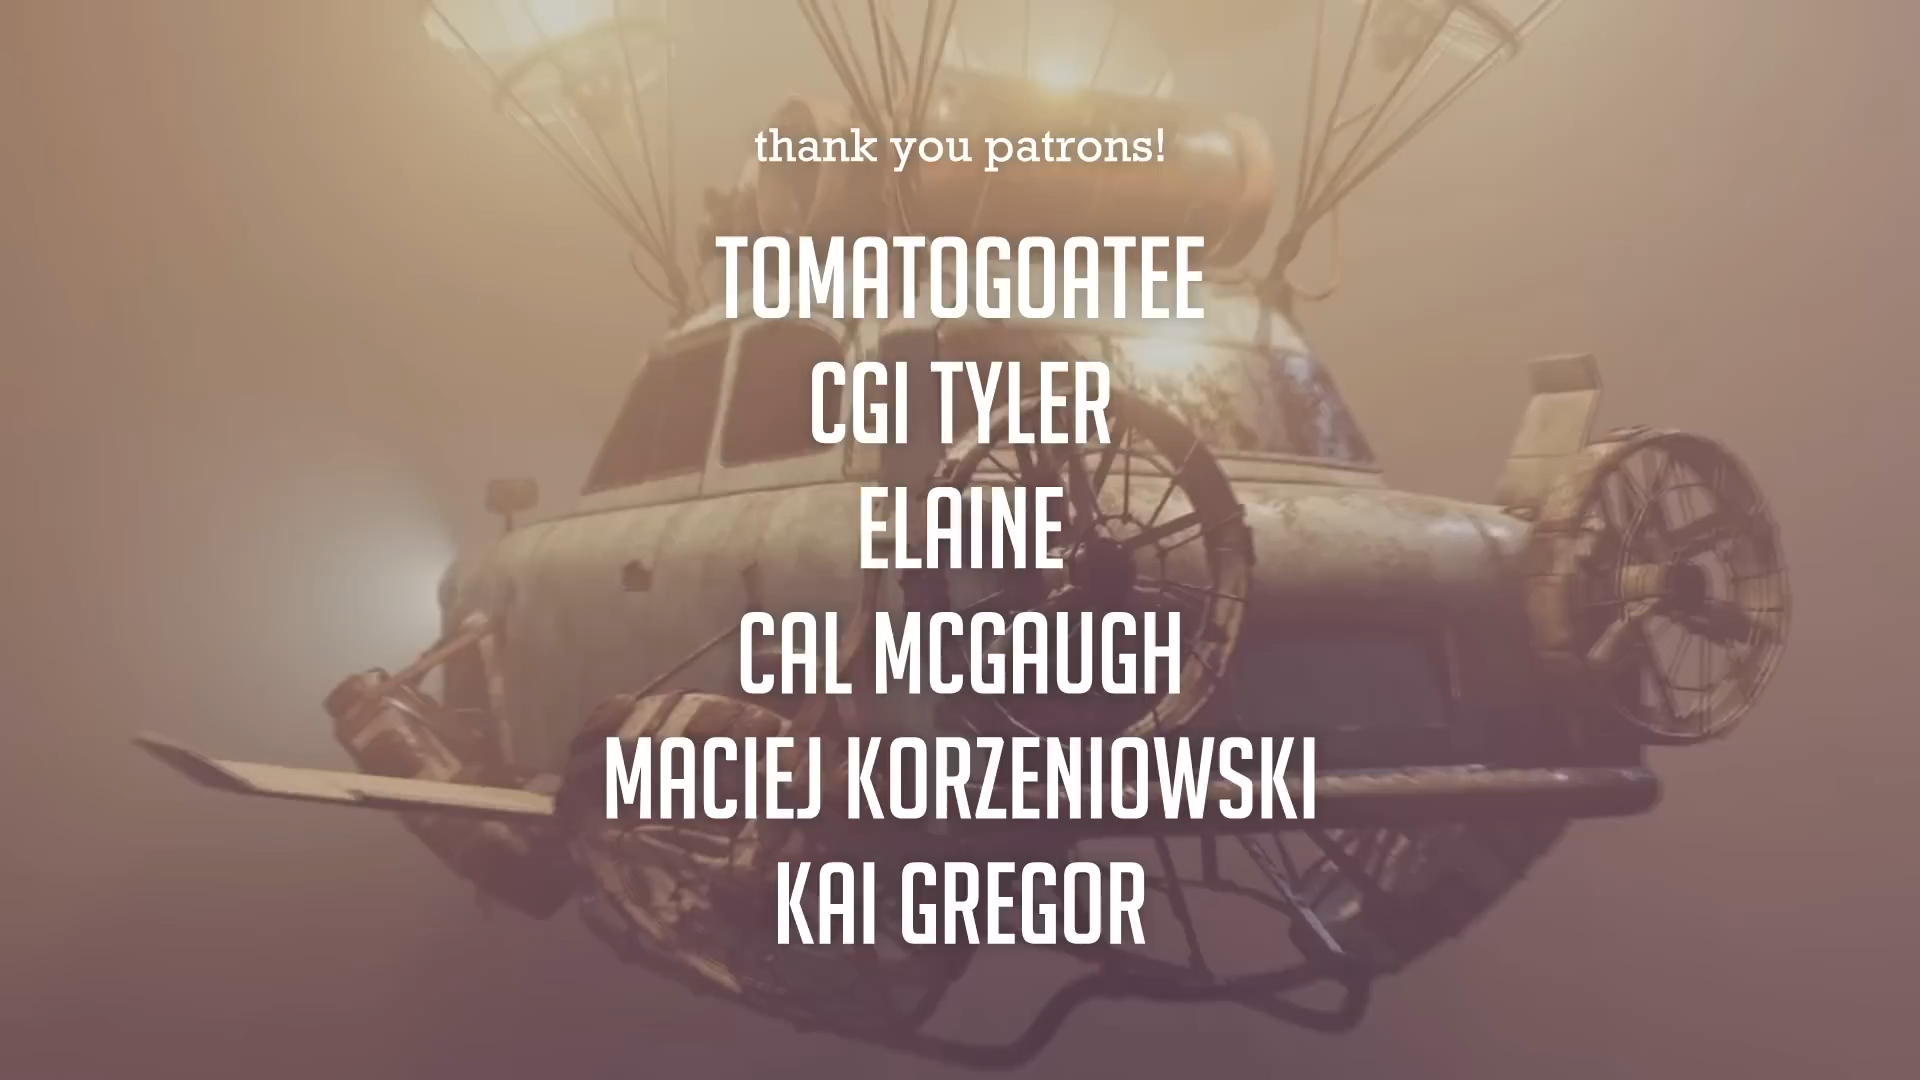 thank you patrons!
TOMATOGOATEE
CGI TYLER
ELAINE
CAL MCGAUGH
MACIEJ KORZENIOWSKI
KAI GREGOR